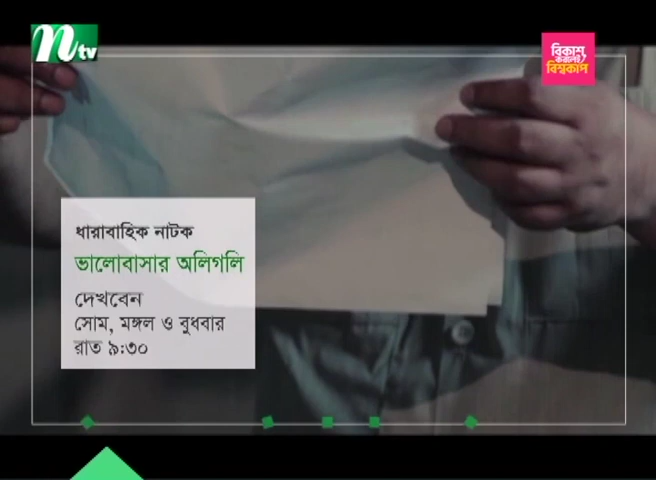 ntv
বিকাশ
করলেই
বিশ্বকাপ
ধারাবাহিক নাটক
ভালোবাসার অলিগলি
দেখবেন
সোম, মঙ্গল ও বুধবার
রাত ৯:৩০